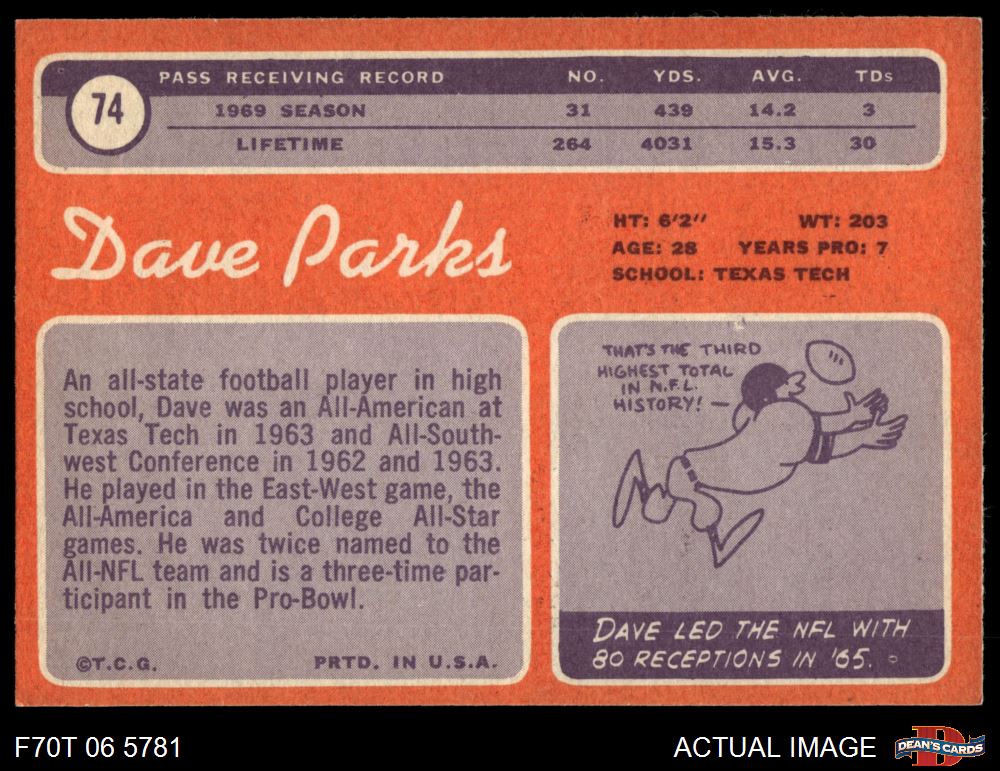 74
PASS RECEIVING RECORD NO. YDS. AVG. TDs
1969 SEASON 31 439 14.2 3
LIFETIME 264 4031 15.3 30
Dave Parks
HT: 6'2" WT: 203
AGE: 28 YEARS PRO: 7
SCHOOL: TEXAS TECH
An all-state football player in high
school, Dave was an All-American at
Texas Tech in 1963 and All-South-
west Conference in 1962 and 1963.
He played in the East-West game, the
All-America and College All-Star
games. He was twice named to the
All-NFL team and is a three-time par-
ticipant in the Pro-Bowl.
©T.C.G. PRTD. IN U.S.A.
THAT'S THE THIRD
HIGHEST TOTAL
IN N.F.L.
HISTORY! —
DAVE LED THE NFL WITH
80 RECEPTIONS IN '65.
F70T 06 5781
ACTUAL IMAGE
D
DEAN'S CARDS